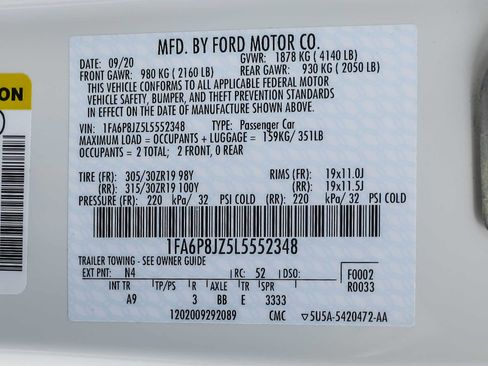 MFD. BY FORD MOTOR CO.
DATE: 09/20 GVWR: 1878 KG ( 4140 LB)
FRONT GAWR: 980 KG ( 2160 LB) REAR GAWR: 930 KG ( 2050 LB)
THIS VEHICLE CONFORMS TO ALL APPLICABLE FEDERAL MOTOR
VEHICLE SAFETY, BUMPER, AND THEFT PREVENTION STANDARDS
IN EFFECT ON THE DATE OF MANUFACTURE SHOWN ABOVE.
VIN: 1FA6P8JZ5L5552348 TYPE: Passenger Car
MAXIMUM LOAD = OCCUPANTS + LUGGAGE = 159KG/ 351LB
OCCUPANTS = 2 TOTAL; 2 FRONT, 0 REAR
TIRE (FR): 305/30ZR19 98Y RIMS (FR): 19x11.0J
(RR): 315/30ZR19 100Y (RR): 19x11.5J
PRESSURE (FR): 220 kPa/ 32 PSI COLD (RR): 220 kPa/ 32 PSI COLD
1FA6P8JZ5L5552348
TRAILER TOWING - SEE OWNER GUIDE
EXT PNT: N4 RC: 52 DSO: F0002
INT TR TP/PS R AXLE TR SPR R0033
A9 3 BB E 3333
1202009292089 CMC ▽5U5A-5420472-AA
ON